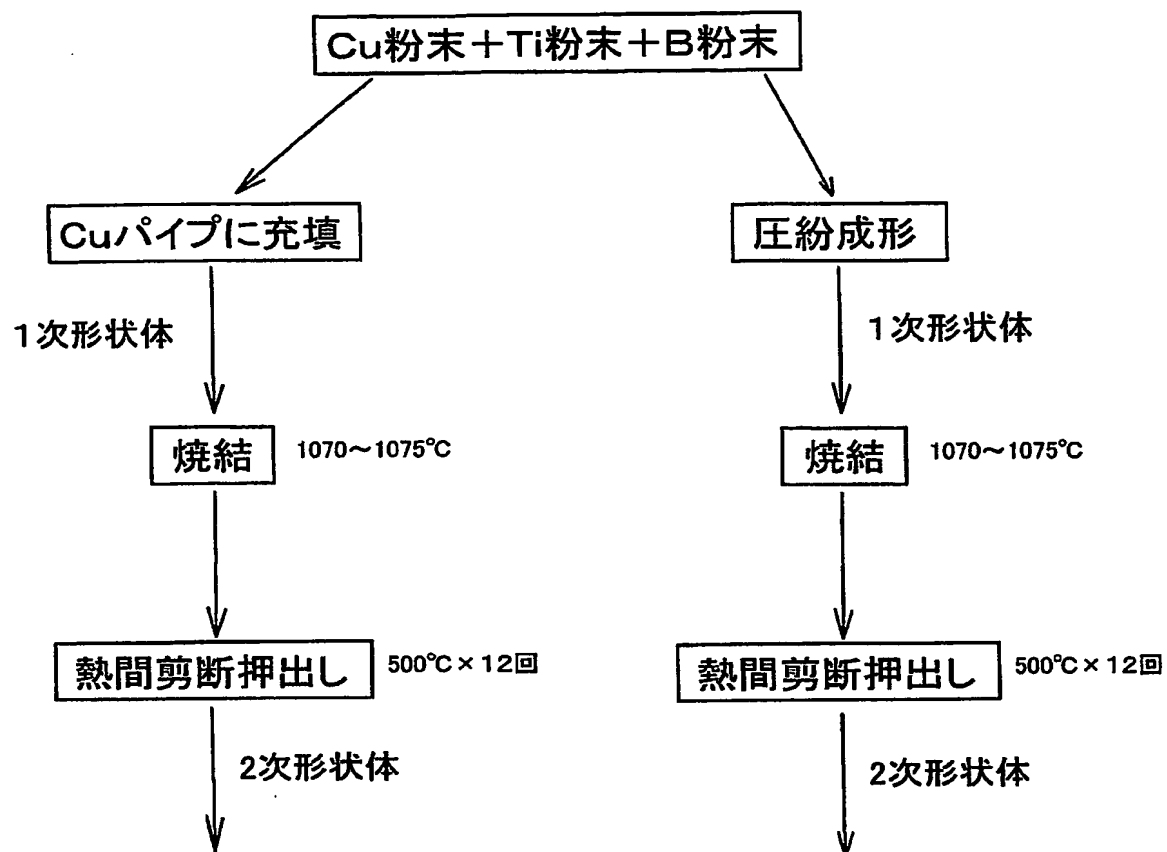 Cu粉末+Ti粉末+B粉末
Cuパイプに充填
圧紛成形
1次形状体
1次形状体
焼結 1070~1075℃
焼結 1070~1075℃
熱間剪断押出し 500℃×12回
熱間剪断押出し 500℃×12回
2次形状体
2次形状体